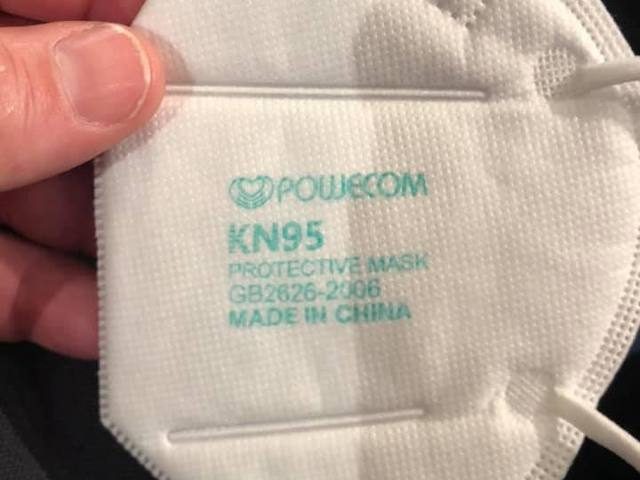 POWECOM
KN95
PROTECTIVE MASK
GB2626-2006
MADE IN CHINA